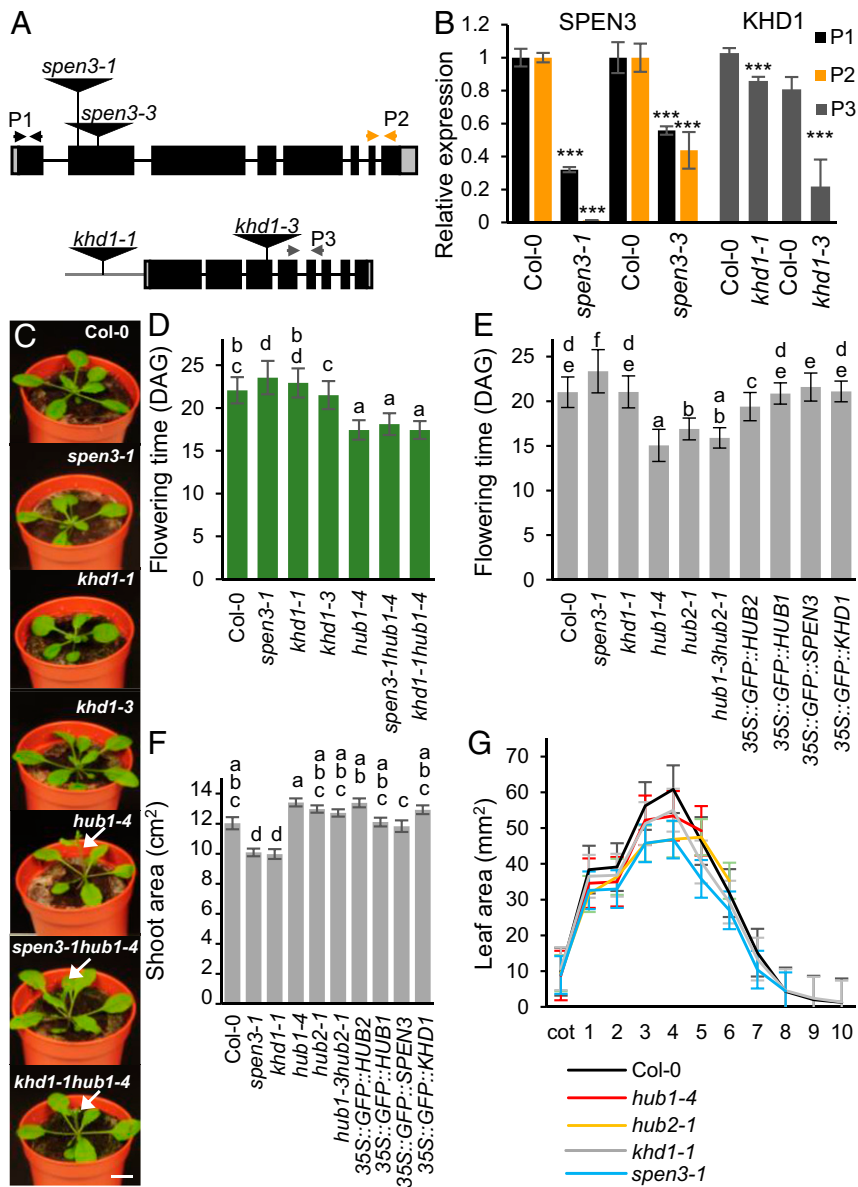 A
spen3-1
spen3-3
P1
P2
khd1-1
khd1-3
P3
B
SPEN3
KHD1
P1
P2
P3
Relative expression
1.2
1
0.8
0.6
0.4
0.2
0
***
***
***
***
***
***
Col-0
spen3-1
Col-0
spen3-3
Col-0
khd1-1
Col-0
khd1-3
C
Col-0
spen3-1
khd1-1
khd1-3
hub1-4
spen3-1hub1-4
khd1-1hub1-4
D
Flowering time (DAG)
25
20
15
10
5
0
b
c
d
b
d
c
a
a
a
Col-0
spen3-1
khd1-1
khd1-3
hub1-4
spen3-1hub1-4
khd1-1hub1-4
E
Flowering time (DAG)
25
20
15
10
5
0
d
e
f
d
e
a
b
a
b
c
d
e
e
d
e
Col-0
spen3-1
khd1-1
hub1-4
hub2-1
hub1-3hub2-1
35S::GFP::HUB2
35S::GFP::HUB1
35S::GFP::SPEN3
35S::GFP::KHD1
F
Shoot area (cm²)
14
12
10
8
6
4
2
0
a
b
c
d
d
a
a
b
c
a
b
c
a
b
a
b
c
c
a
b
c
Col-0
spen3-1
khd1-1
hub1-4
hub2-1
hub1-3hub2-1
35S::GFP::HUB2
35S::GFP::HUB1
35S::GFP::SPEN3
35S::GFP::KHD1
G
Leaf area (mm²)
70
60
50
40
30
20
10
0
cot 1 2 3 4 5 6 7 8 9 10
Col-0
hub1-4
hub2-1
khd1-1
spen3-1